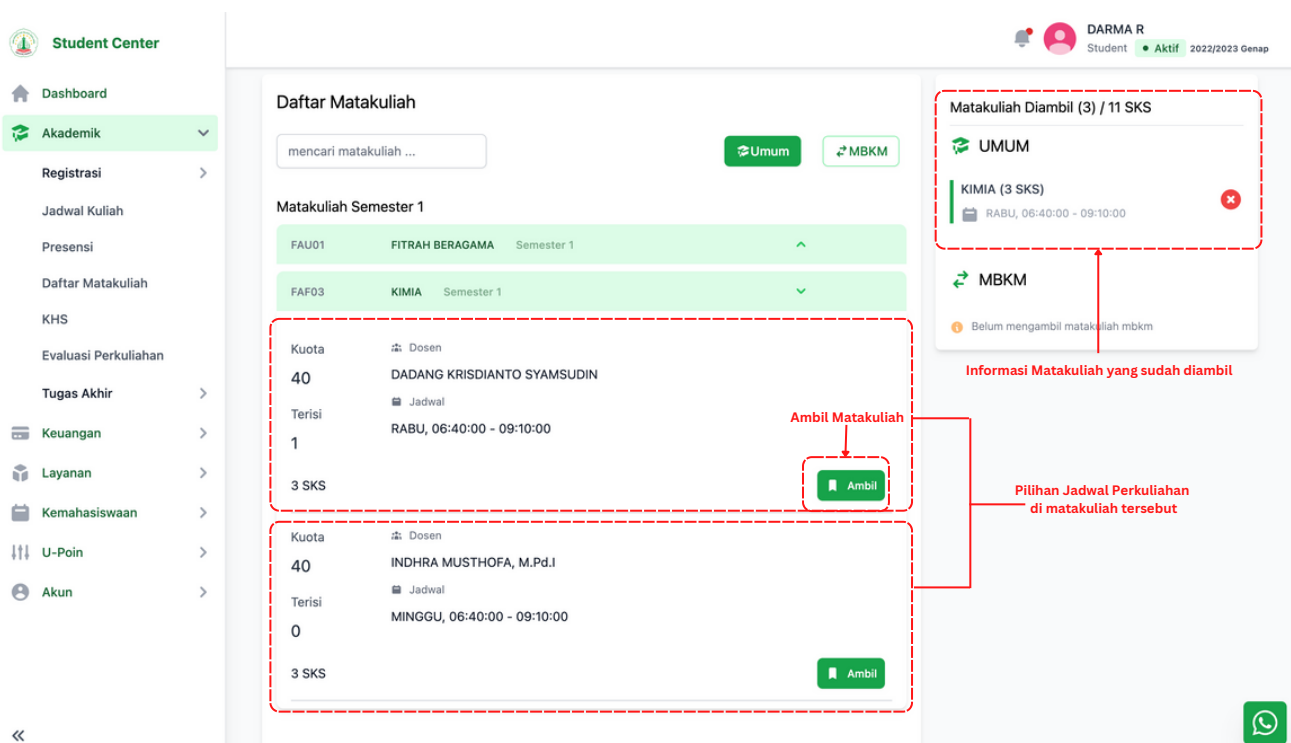 Student Center
DARMA R
Student Aktif 2022/2023 Genap
Dashboard
Akademik
Registrasi
Jadwal Kuliah
Presensi
Daftar Matakuliah
KHS
Evaluasi Perkuliahan
Tugas Akhir
Keuangan
Layanan
Kemahasiswaan
U-Poin
Akun
Daftar Matakuliah
mencari matakuliah ...
Umum
MBKM
Matakuliah Semester 1
FAU01 FITRAH BERAGAMA Semester 1
FAF03 KIMIA Semester 1
Kuota
40
Terisi
1
3 SKS
Dosen
DADANG KRISDIANTO SYAMSUDIN
Jadwal
RABU, 06:40:00 - 09:10:00
Ambil Matakuliah
Ambil
Kuota
40
Terisi
0
3 SKS
Dosen
INDHRA MUSTHOFA, M.Pd.I
Jadwal
MINGGU, 06:40:00 - 09:10:00
Ambil
Matakuliah Diambil (3) / 11 SKS
UMUM
KIMIA (3 SKS)
RABU, 06:40:00 - 09:10:00
MBKM
Belum mengambil matakuliah mbkm
Informasi Matakuliah yang sudah diambil
Pilihan Jadwal Perkuliahan
di matakuliah tersebut